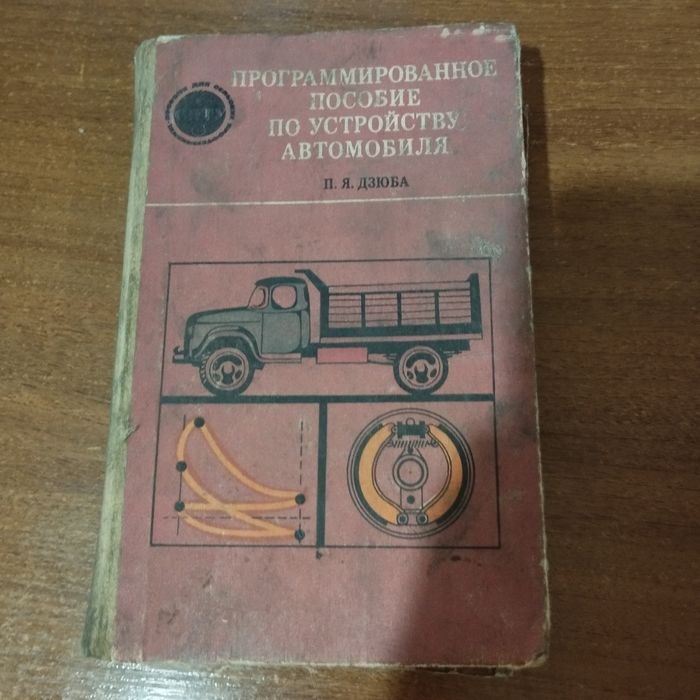 ПРОГРАММИРОВАННОЕ
ПОСОБИЕ
ПО УСТРОЙСТВУ
АВТОМОБИЛЯ
П. Я. ДЗЮБА